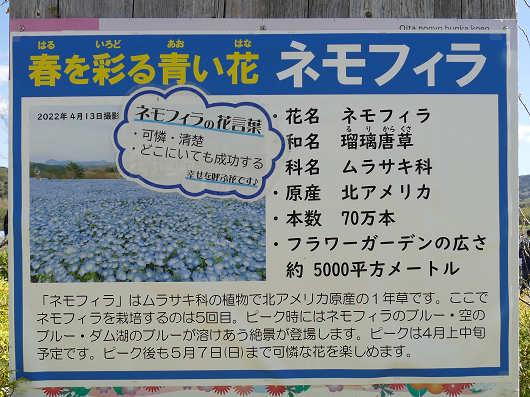 Oita nogyo bunka koen
春を彩る青い花 ネモフィラ
はる いろど あお はな
2022年4月13日撮影
ネモフィラの花言葉
・可憐・清楚
・どこにいても成功する
幸せを呼ぶ花です♪
・花名 ネモフィラ
・和名 瑠璃唐草
る り から くさ
・科名 ムラサキ科
・原産 北アメリカ
・本数 70万本
・フラワーガーデンの広さ
約 5000平方メートル
「ネモフィラ」はムラサキ科の植物で北アメリカ原産の1年草です。ここで
ネモフィラを栽培するのは5回目。ピーク時にはネモフィラのブルー・空の
ブルー・ダム湖のブルーが溶けあう絶景が登場します。ピークは4月上中旬
予定です。ピーク後も5月7日(日)まで可憐な花を楽しめます。